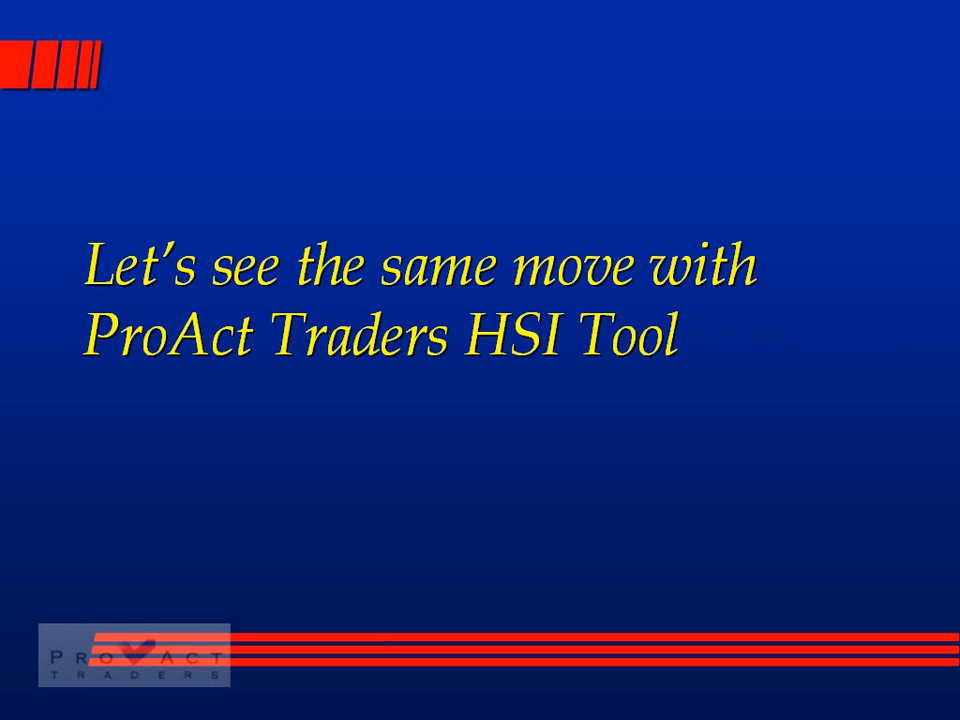 Let’s see the same move with
ProAct Traders HSI Tool
PRO ACT
TRADERS